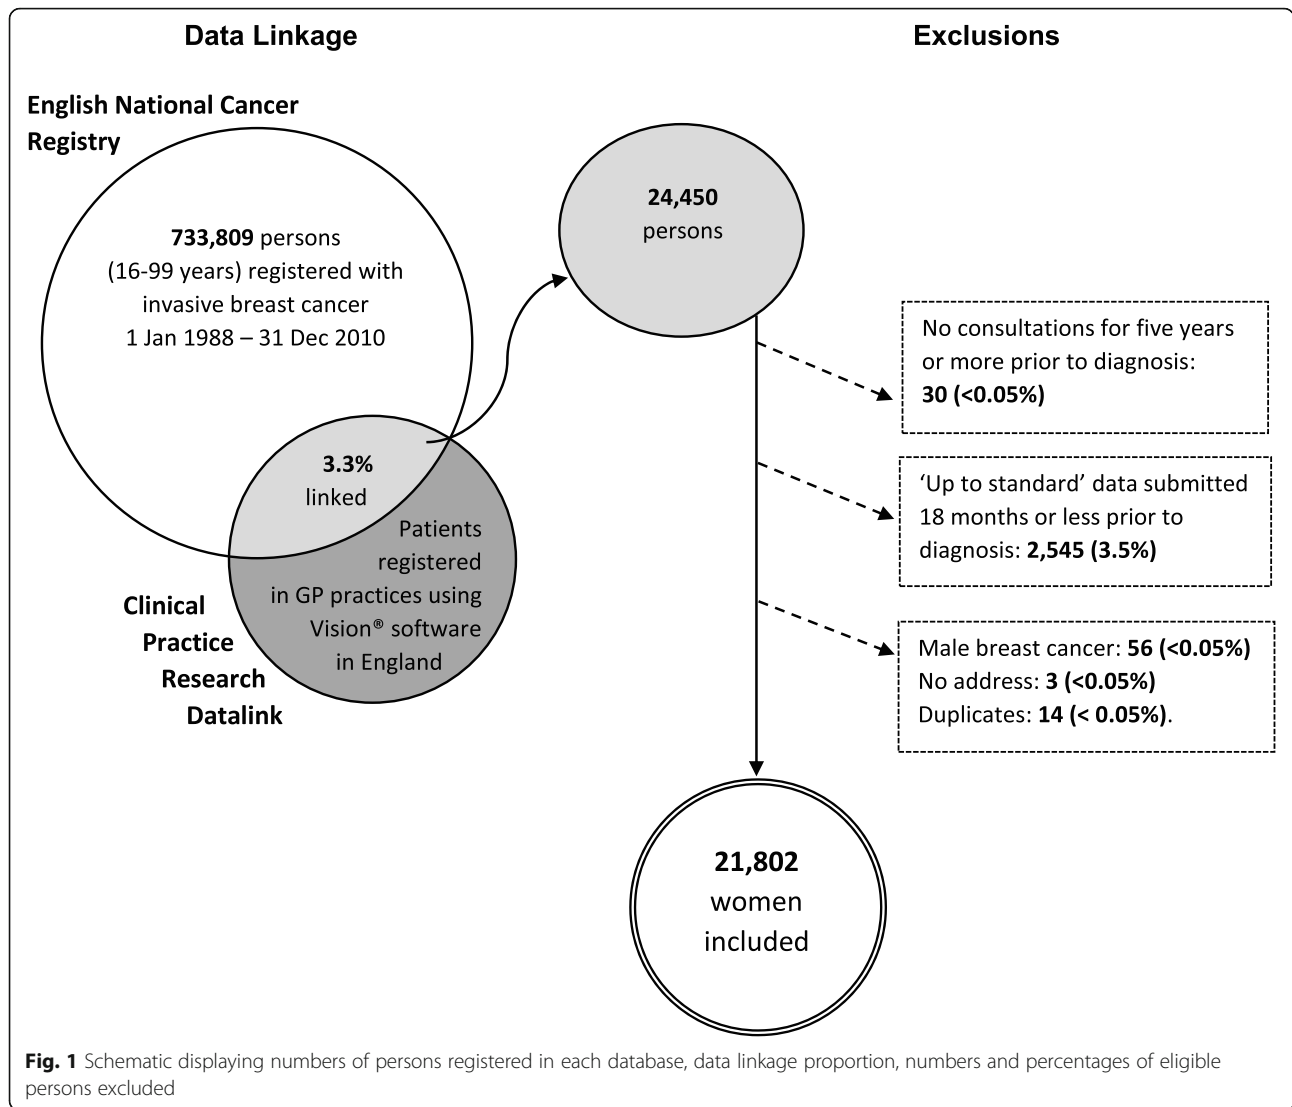 Data Linkage
Exclusions
English National Cancer
Registry
733,809 persons
(16-99 years) registered with
invasive breast cancer
1 Jan 1988 – 31 Dec 2010
3.3%
linked
Patients
registered
in GP practices using
Vision® software
in England
Clinical
Practice
Research
Datalink
24,450
persons
No consultations for five years
or more prior to diagnosis:
30 (<0.05%)
‘Up to standard’ data submitted
18 months or less prior to
diagnosis: 2,545 (3.5%)
Male breast cancer: 56 (<0.05%)
No address: 3 (<0.05%)
Duplicates: 14 (< 0.05%).
21,802
women
included
Fig. 1 Schematic displaying numbers of persons registered in each database, data linkage proportion, numbers and percentages of eligible
persons excluded